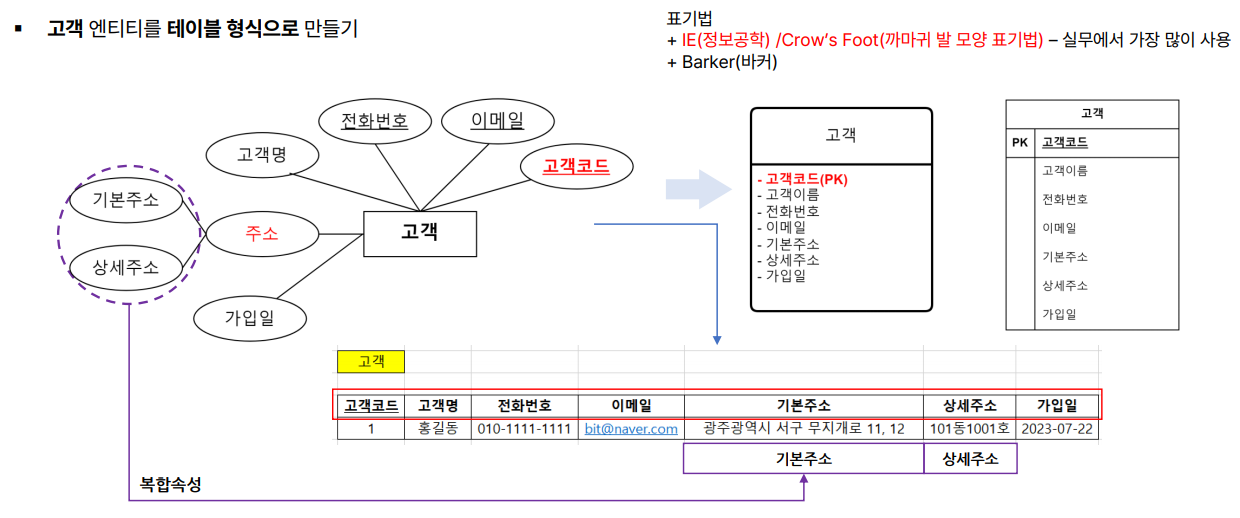 ▪ 고객 엔티티를 테이블 형식으로 만들기
표기법
+ IE(정보공학) /Crow's Foot(까마귀 발 모양 표기법) – 실무에서 가장 많이 사용
+ Barker(바커)
전화번호
이메일
고객명
고객코드
기본주소
주소
고객
상세주소
가입일
고객
- 고객코드(PK)
- 고객이름
- 전화번호
- 이메일
- 기본주소
- 상세주소
- 가입일
고객
PK 고객코드
고객이름
전화번호
이메일
기본주소
상세주소
가입일
고객
고객코드 고객명 전화번호 이메일 기본주소 상세주소 가입일
1 홍길동 010-1111-1111 bit@naver.com 광주광역시 서구 무지개로 11, 12 101동1001호 2023-07-22
기본주소 상세주소
복합속성